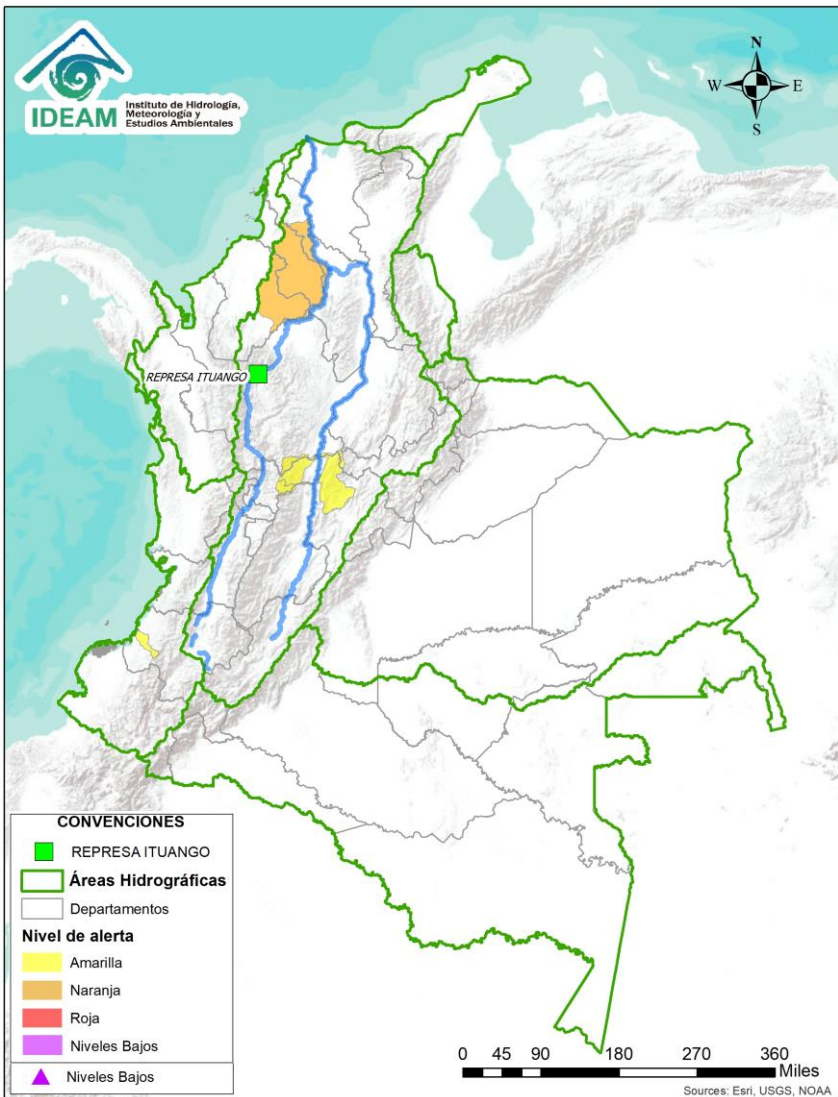 IDEAM
Instituto de Hidrología,
Meteorología y
Estudios Ambientales
N
W
E
S
REPRESA ITUANGO
CONVENCIONES
REPRESA ITUANGO
Áreas Hidrográficas
Departamentos
Nivel de alerta
Amarilla
Naranja
Roja
Niveles Bajos
Niveles Bajos
0 45 90 180 270 360
Miles
Sources: Esri, USGS, NOAA